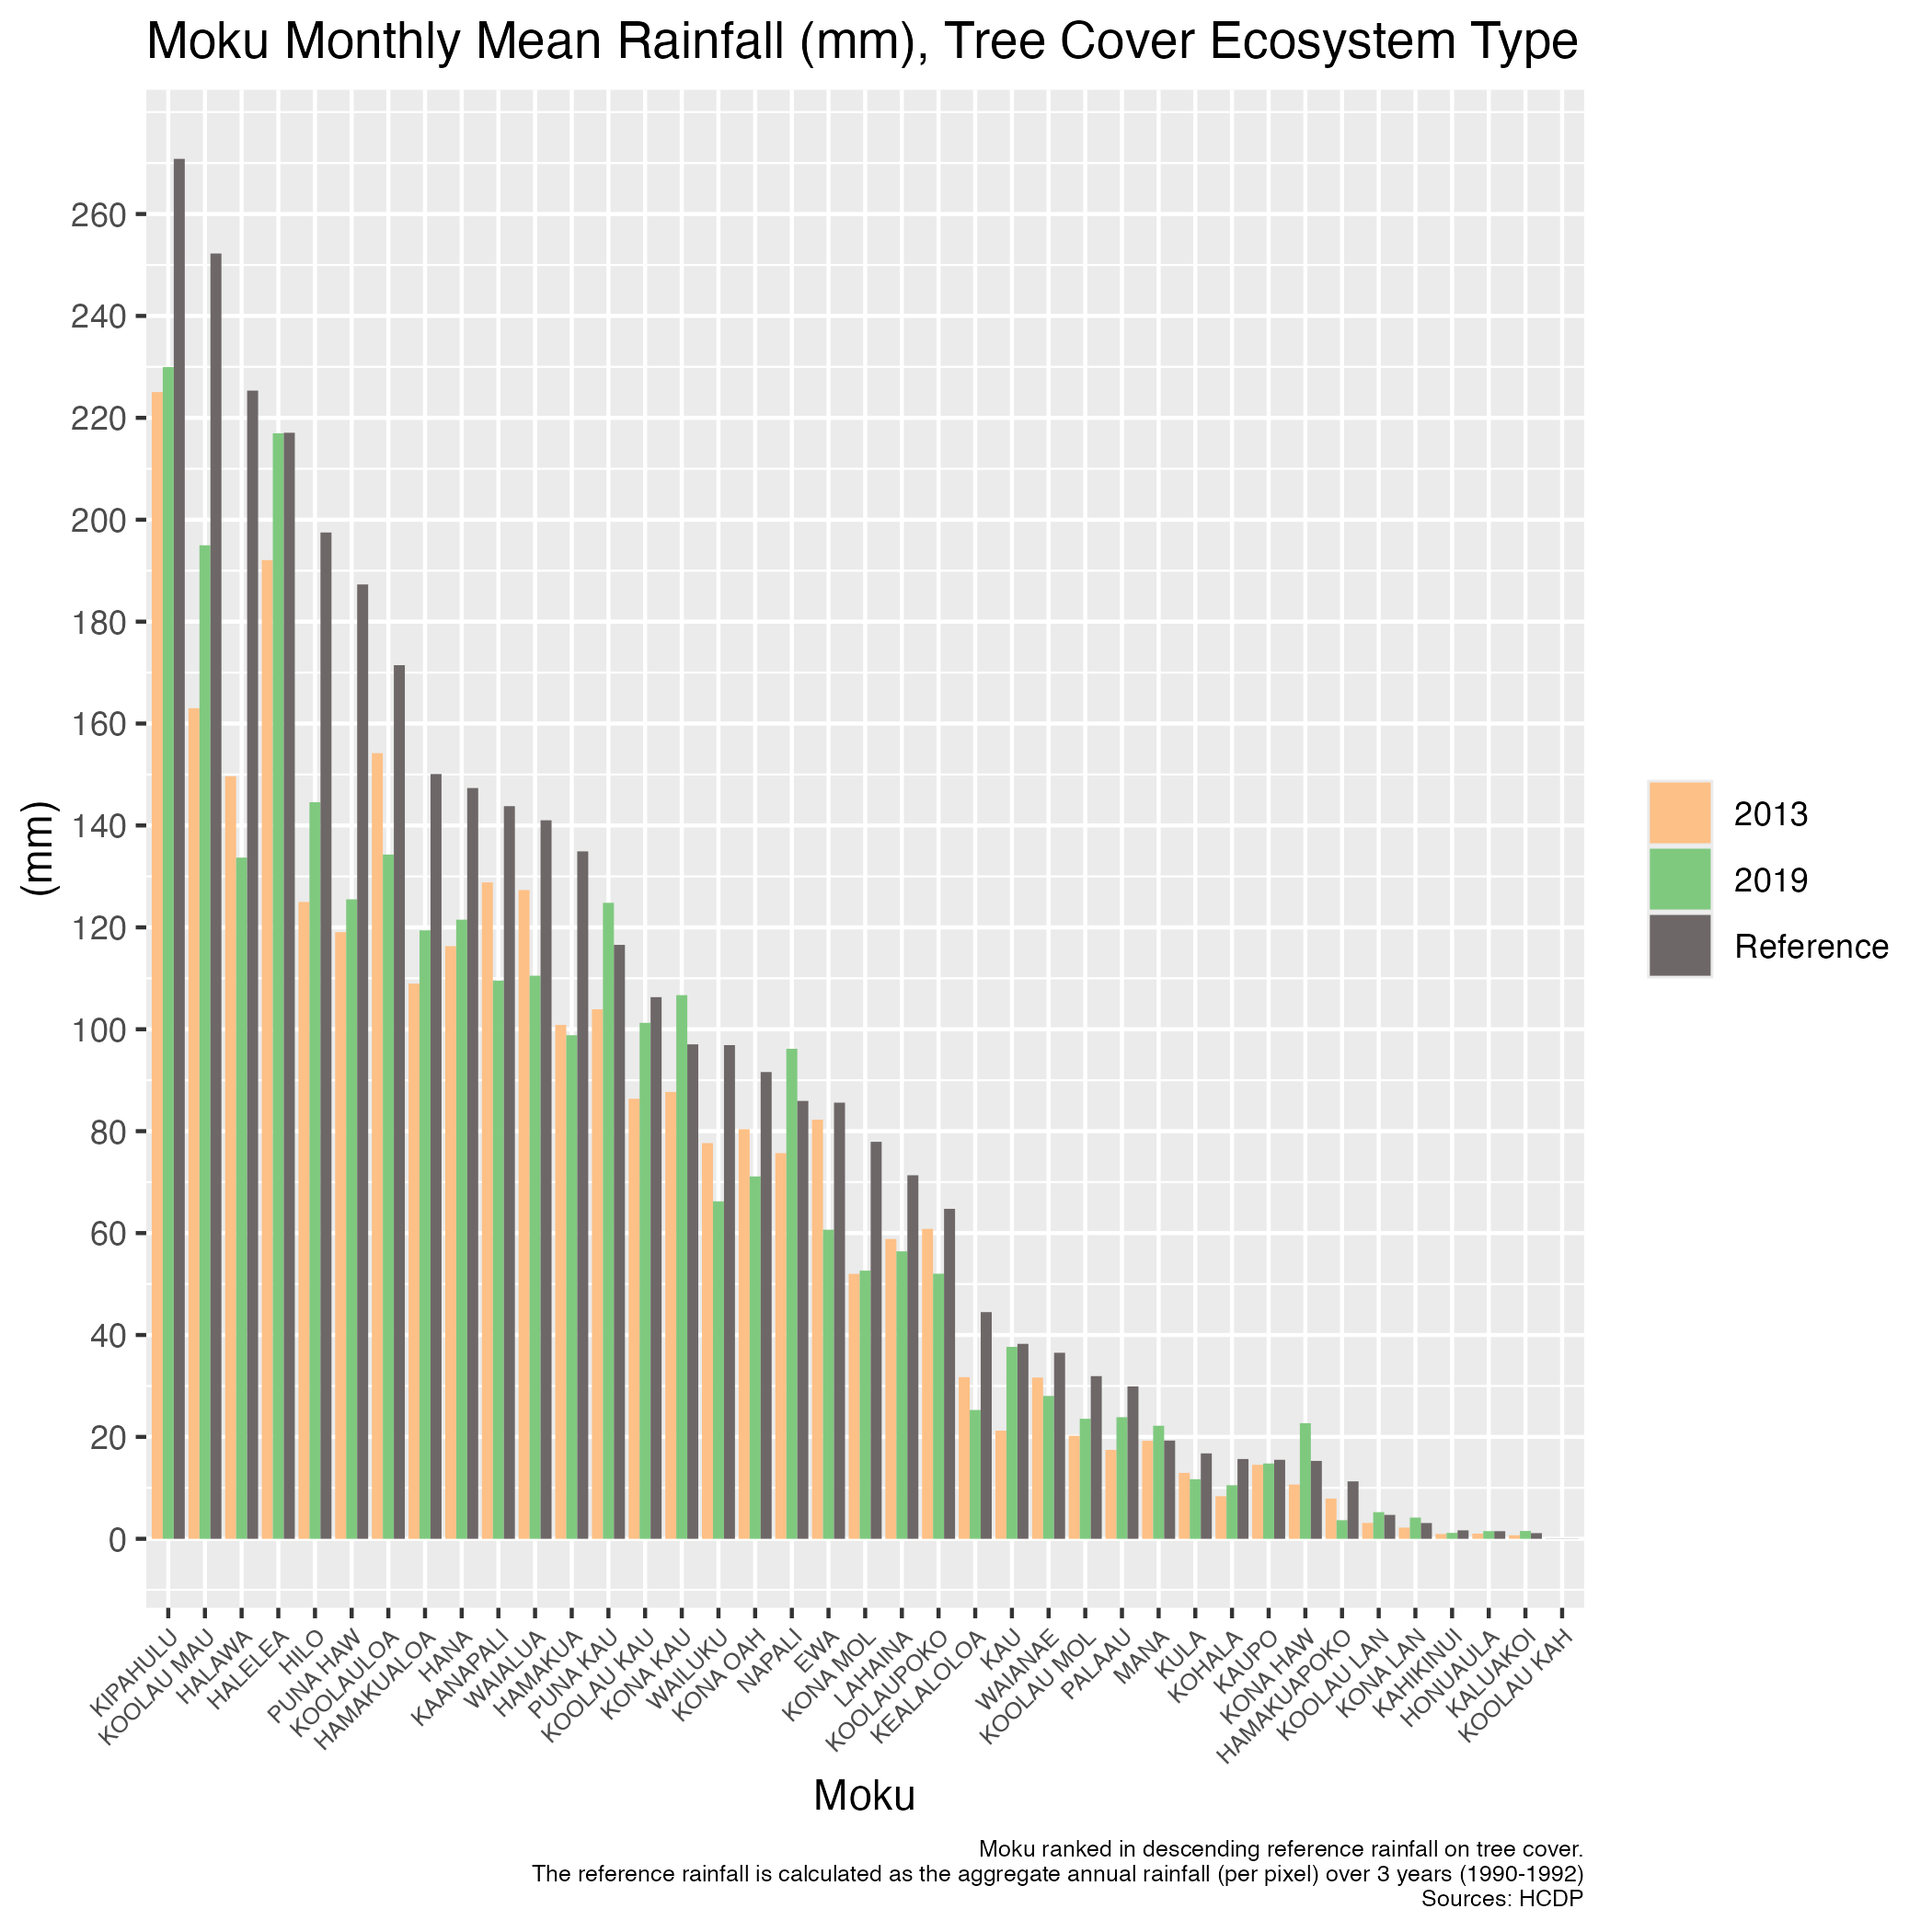 Moku Monthly Mean Rainfall (mm), Tree Cover Ecosystem Type
(mm)
260
240
220
200
180
160
140
120
100
80
60
40
20
0
KIPAHULU
KOOLAU MAU
HALAWA
HALELEA
HILO
PUNA HAW
KOOLAULOA
HAMAKUALOA
HANA
KAANAPALI
WAIALUA
HAMAKUA
PUNA KAU
KOOLAU KAU
KONA KAU
WAILUKU
KONA OAH
NAPALI
EWA
KONA MOL
LAHAINA
KOOLAUPOKO
KEALALOLOA
KAU
WAIANAE
KOOLAU MOL
PALAAU
MANA
KULA
KOHALA
KAUPO
KONA HAW
HAMAKUAPOKO
KOOLAU LAN
KONA LAN
KAHIKINUI
HONUAULA
KALUAKOI
KOOLAU KAH
Moku
2013
2019
Reference
Moku ranked in descending reference rainfall on tree cover.
The reference rainfall is calculated as the aggregate annual rainfall (per pixel) over 3 years (1990-1992)
Sources: HCDP